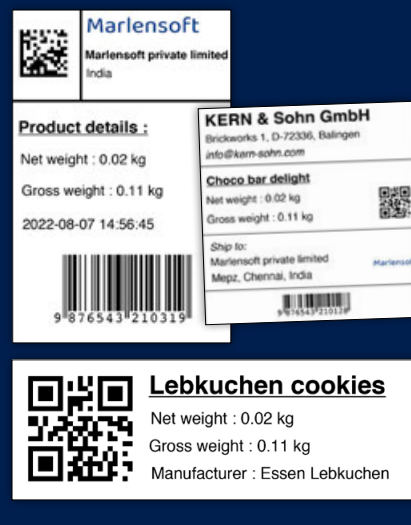 Marlensoft
Marlensoft private limited
India
Product details :
Net weight : 0.02 kg
Gross weight : 0.11 kg
2022-08-07 14:56:45
9 876543 210319
KERN & Sohn GmbH
Brickworks 1, D-72336, Balingen
info@kern-sohn.com
Choco bar delight
Net weight : 0.02 kg
Gross weight : 0.11 kg
Ship to:
Marlensoft private limited
Mepz, Chennai, India
Marlensoft
9 876543 210128
Lebkuchen cookies
Net weight : 0.02 kg
Gross weight : 0.11 kg
Manufacturer : Essen Lebkuchen